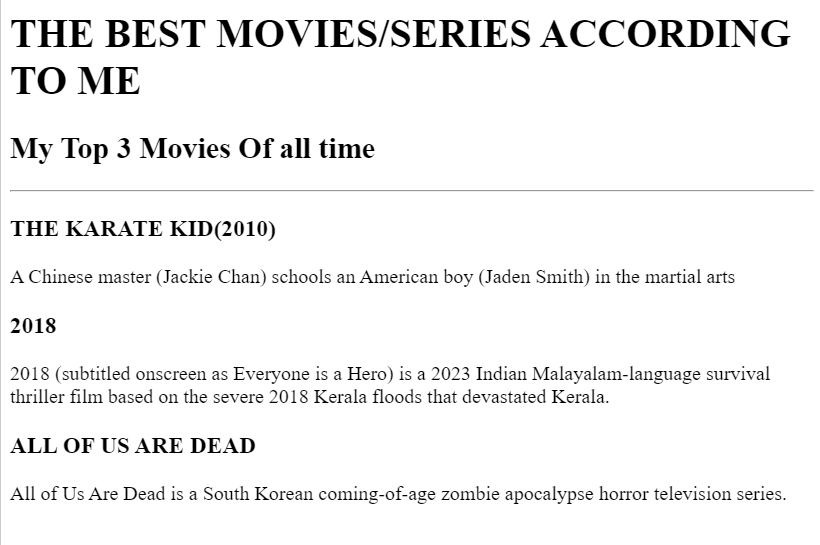 THE BEST MOVIES/SERIES ACCORDING
TO ME
My Top 3 Movies Of all time
THE KARATE KID(2010)
A Chinese master (Jackie Chan) schools an American boy (Jaden Smith) in the martial arts
2018
2018 (subtitled onscreen as Everyone is a Hero) is a 2023 Indian Malayalam-language survival
thriller film based on the severe 2018 Kerala floods that devastated Kerala.
ALL OF US ARE DEAD
All of Us Are Dead is a South Korean coming-of-age zombie apocalypse horror television series.